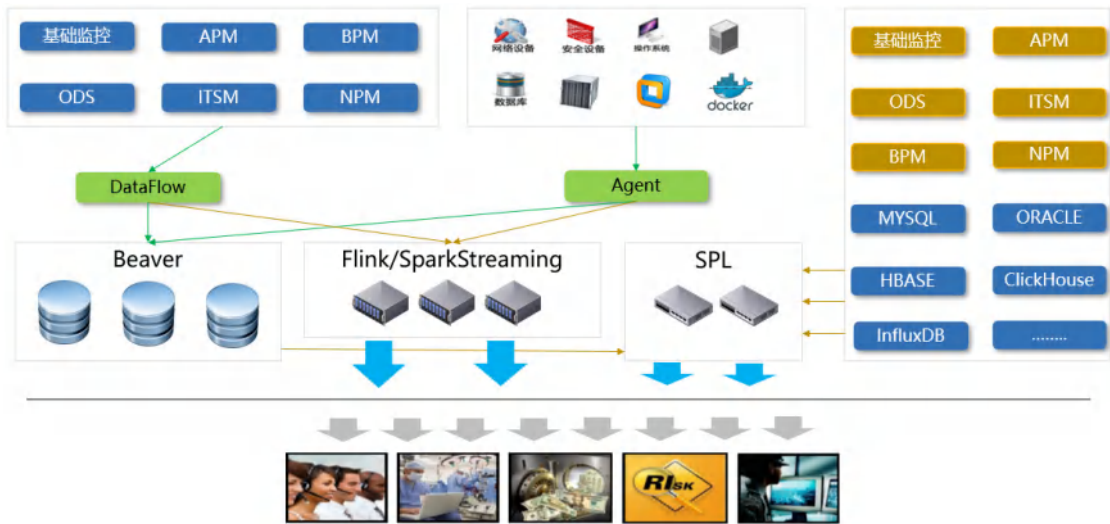 基础监控
APM
BPM
ODS
ITSM
NPM
网络设备
安全设备
操作系统
数据库
docker
基础监控
APM
ODS
ITSM
BPM
NPM
MYSQL
ORACLE
HBASE
ClickHouse
InfluxDB
........
DataFlow
Agent
Beaver
Flink/SparkStreaming
SPL
RISK